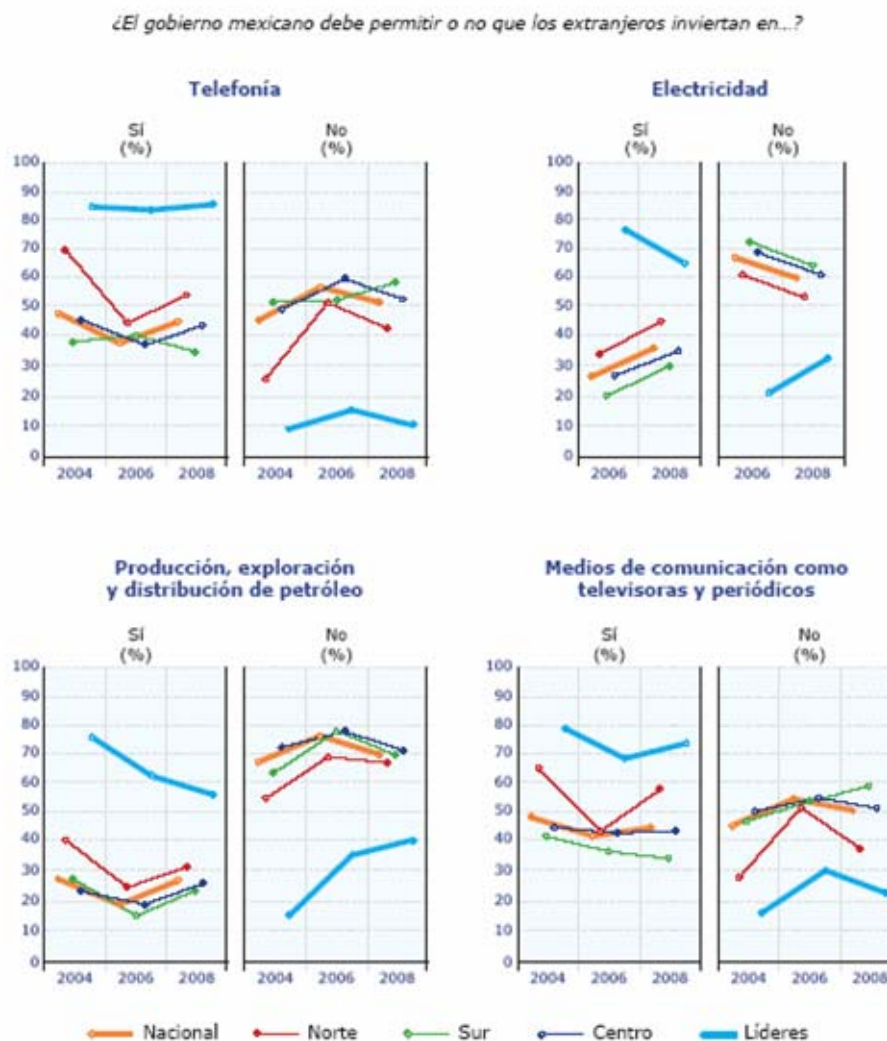 ¿El gobierno mexicano debe permitir o no que los extranjeros inviertan en...?
Telefonía
Sí
(%)
No
(%)
100
90
80
70
60
50
40
30
20
10
0
2004 2006 2008
2004 2006 2008
Electricidad
Sí
(%)
No
(%)
100
90
80
70
60
50
40
30
20
10
0
2006 2008
2006 2008
Producción, exploración
y distribución de petróleo
Sí
(%)
No
(%)
100
90
80
70
60
50
40
30
20
10
0
2004 2006 2008
2004 2006 2008
Medios de comunicación como
televisoras y periódicos
Sí
(%)
No
(%)
100
90
80
70
60
50
40
30
20
10
0
2004 2006 2008
2004 2006 2008
Nacional Norte Sur Centro Líderes